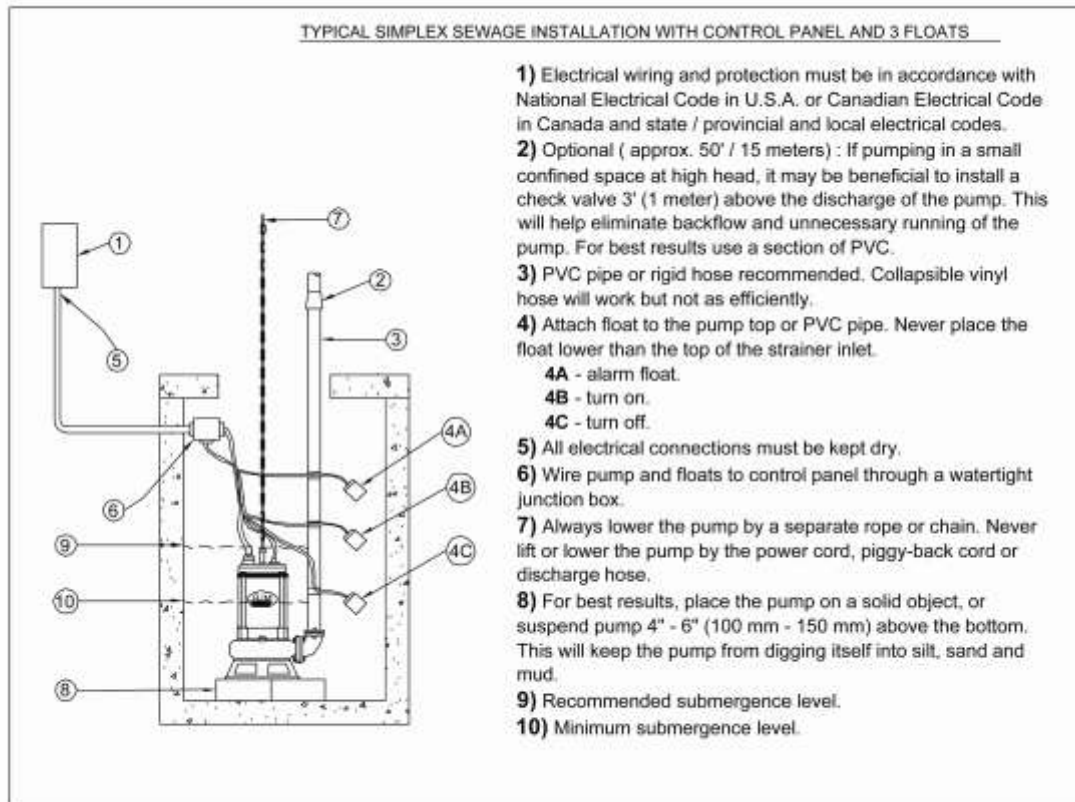 TYPICAL SIMPLEX SEWAGE INSTALLATION WITH CONTROL PANEL AND 3 FLOATS
1) Electrical wiring and protection must be in accordance with
National Electrical Code in U.S.A. or Canadian Electrical Code
in Canada and state / provincial and local electrical codes.
2) Optional ( approx. 50' / 15 meters) : If pumping in a small
confined space at high head, it may be beneficial to install a
check valve 3' (1 meter) above the discharge of the pump. This
will help eliminate backflow and unnecessary running of the
pump. For best results use a section of PVC.
3) PVC pipe or rigid hose recommended. Collapsible vinyl
hose will work but not as efficiently.
4) Attach float to the pump top or PVC pipe. Never place the
float lower than the top of the strainer inlet.
4A - alarm float.
4B - turn on.
4C - turn off.
5) All electrical connections must be kept dry.
6) Wire pump and floats to control panel through a watertight
junction box.
7) Always lower the pump by a separate rope or chain. Never
lift or lower the pump by the power cord, piggy-back cord or
discharge hose.
8) For best results, place the pump on a solid object, or
suspend pump 4" - 6" (100 mm - 150 mm) above the bottom.
This will keep the pump from digging itself into silt, sand and
mud.
9) Recommended submergence level.
10) Minimum submergence level.
7
1
2
3
5
4A
4B
6
9
4C
10
8